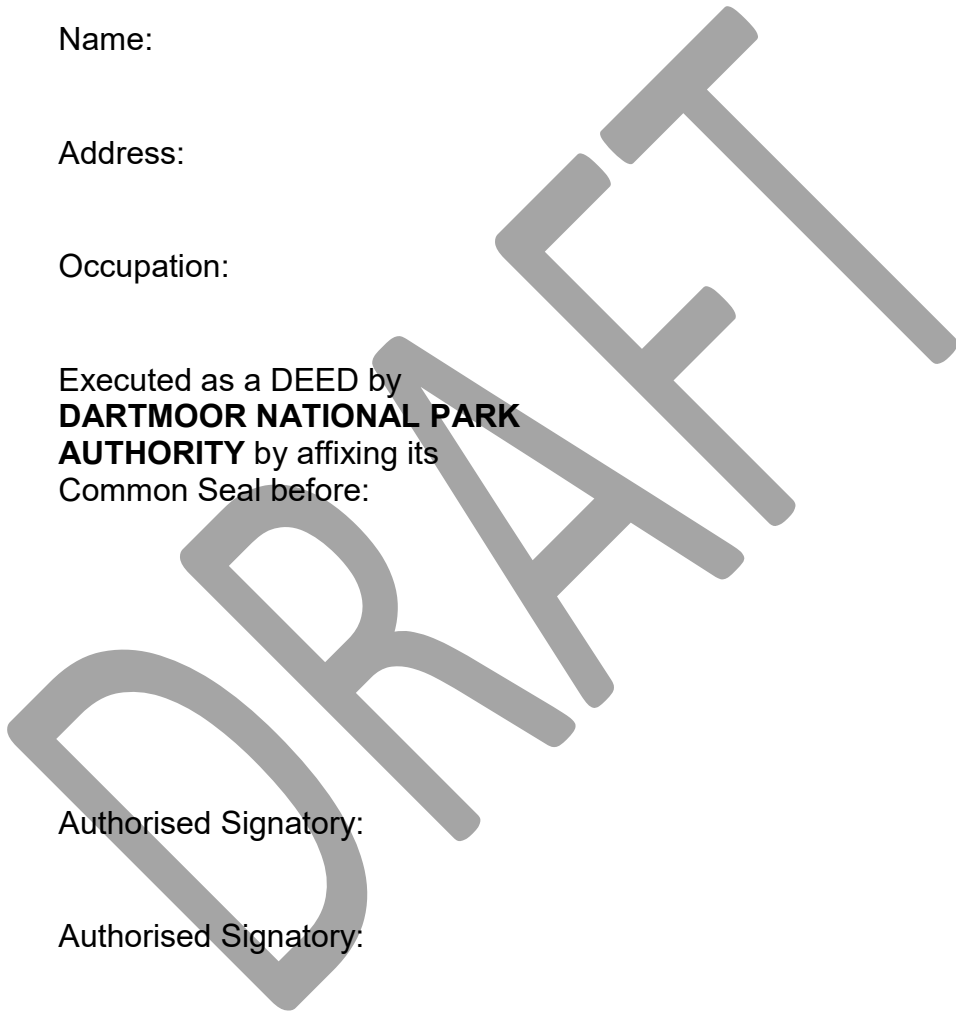 Name:
Address:
Occupation:
Executed as a DEED by
DARTMOOR NATIONAL PARK
AUTHORITY by affixing its
Common Seal before:
Authorised Signatory:
Authorised Signatory:
DRAFT